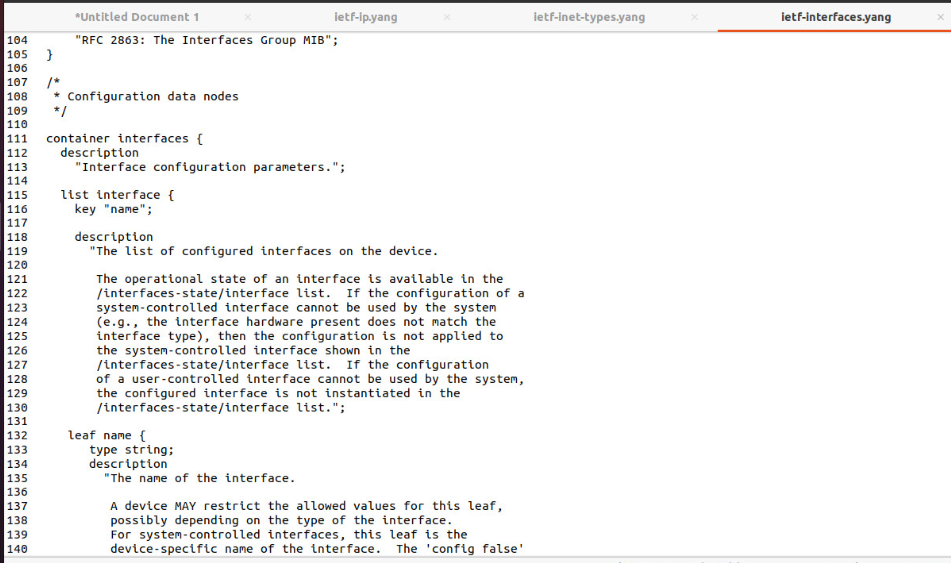 *Untitled Document 1 × ietf-ip.yang × ietf-inet-types.yang × ietf-interfaces.yang ×
104       "RFC 2863: The Interfaces Group MIB";
105   }
106
107   /*
108    * Configuration data nodes
109    */
110
111   container interfaces {
112     description
113       "Interface configuration parameters.";
114
115     list interface {
116       key "name";
117
118       description
119         "The list of configured interfaces on the device.
120
121          The operational state of an interface is available in the
122          /interfaces-state/interface list.  If the configuration of a
123          system-controlled interface cannot be used by the system
124          (e.g., the interface hardware present does not match the
125          interface type), then the configuration is not applied to
126          the system-controlled interface shown in the
127          /interfaces-state/interface list.  If the configuration
128          of a user-controlled interface cannot be used by the system,
129          the configured interface is not instantiated in the
130          /interfaces-state/interface list.";
131
132      leaf name {
133         type string;
134         description
135           "The name of the interface.
136
137            A device MAY restrict the allowed values for this leaf,
138            possibly depending on the type of the interface.
139            For system-controlled interfaces, this leaf is the
140            device-specific name of the interface.  The 'config false'